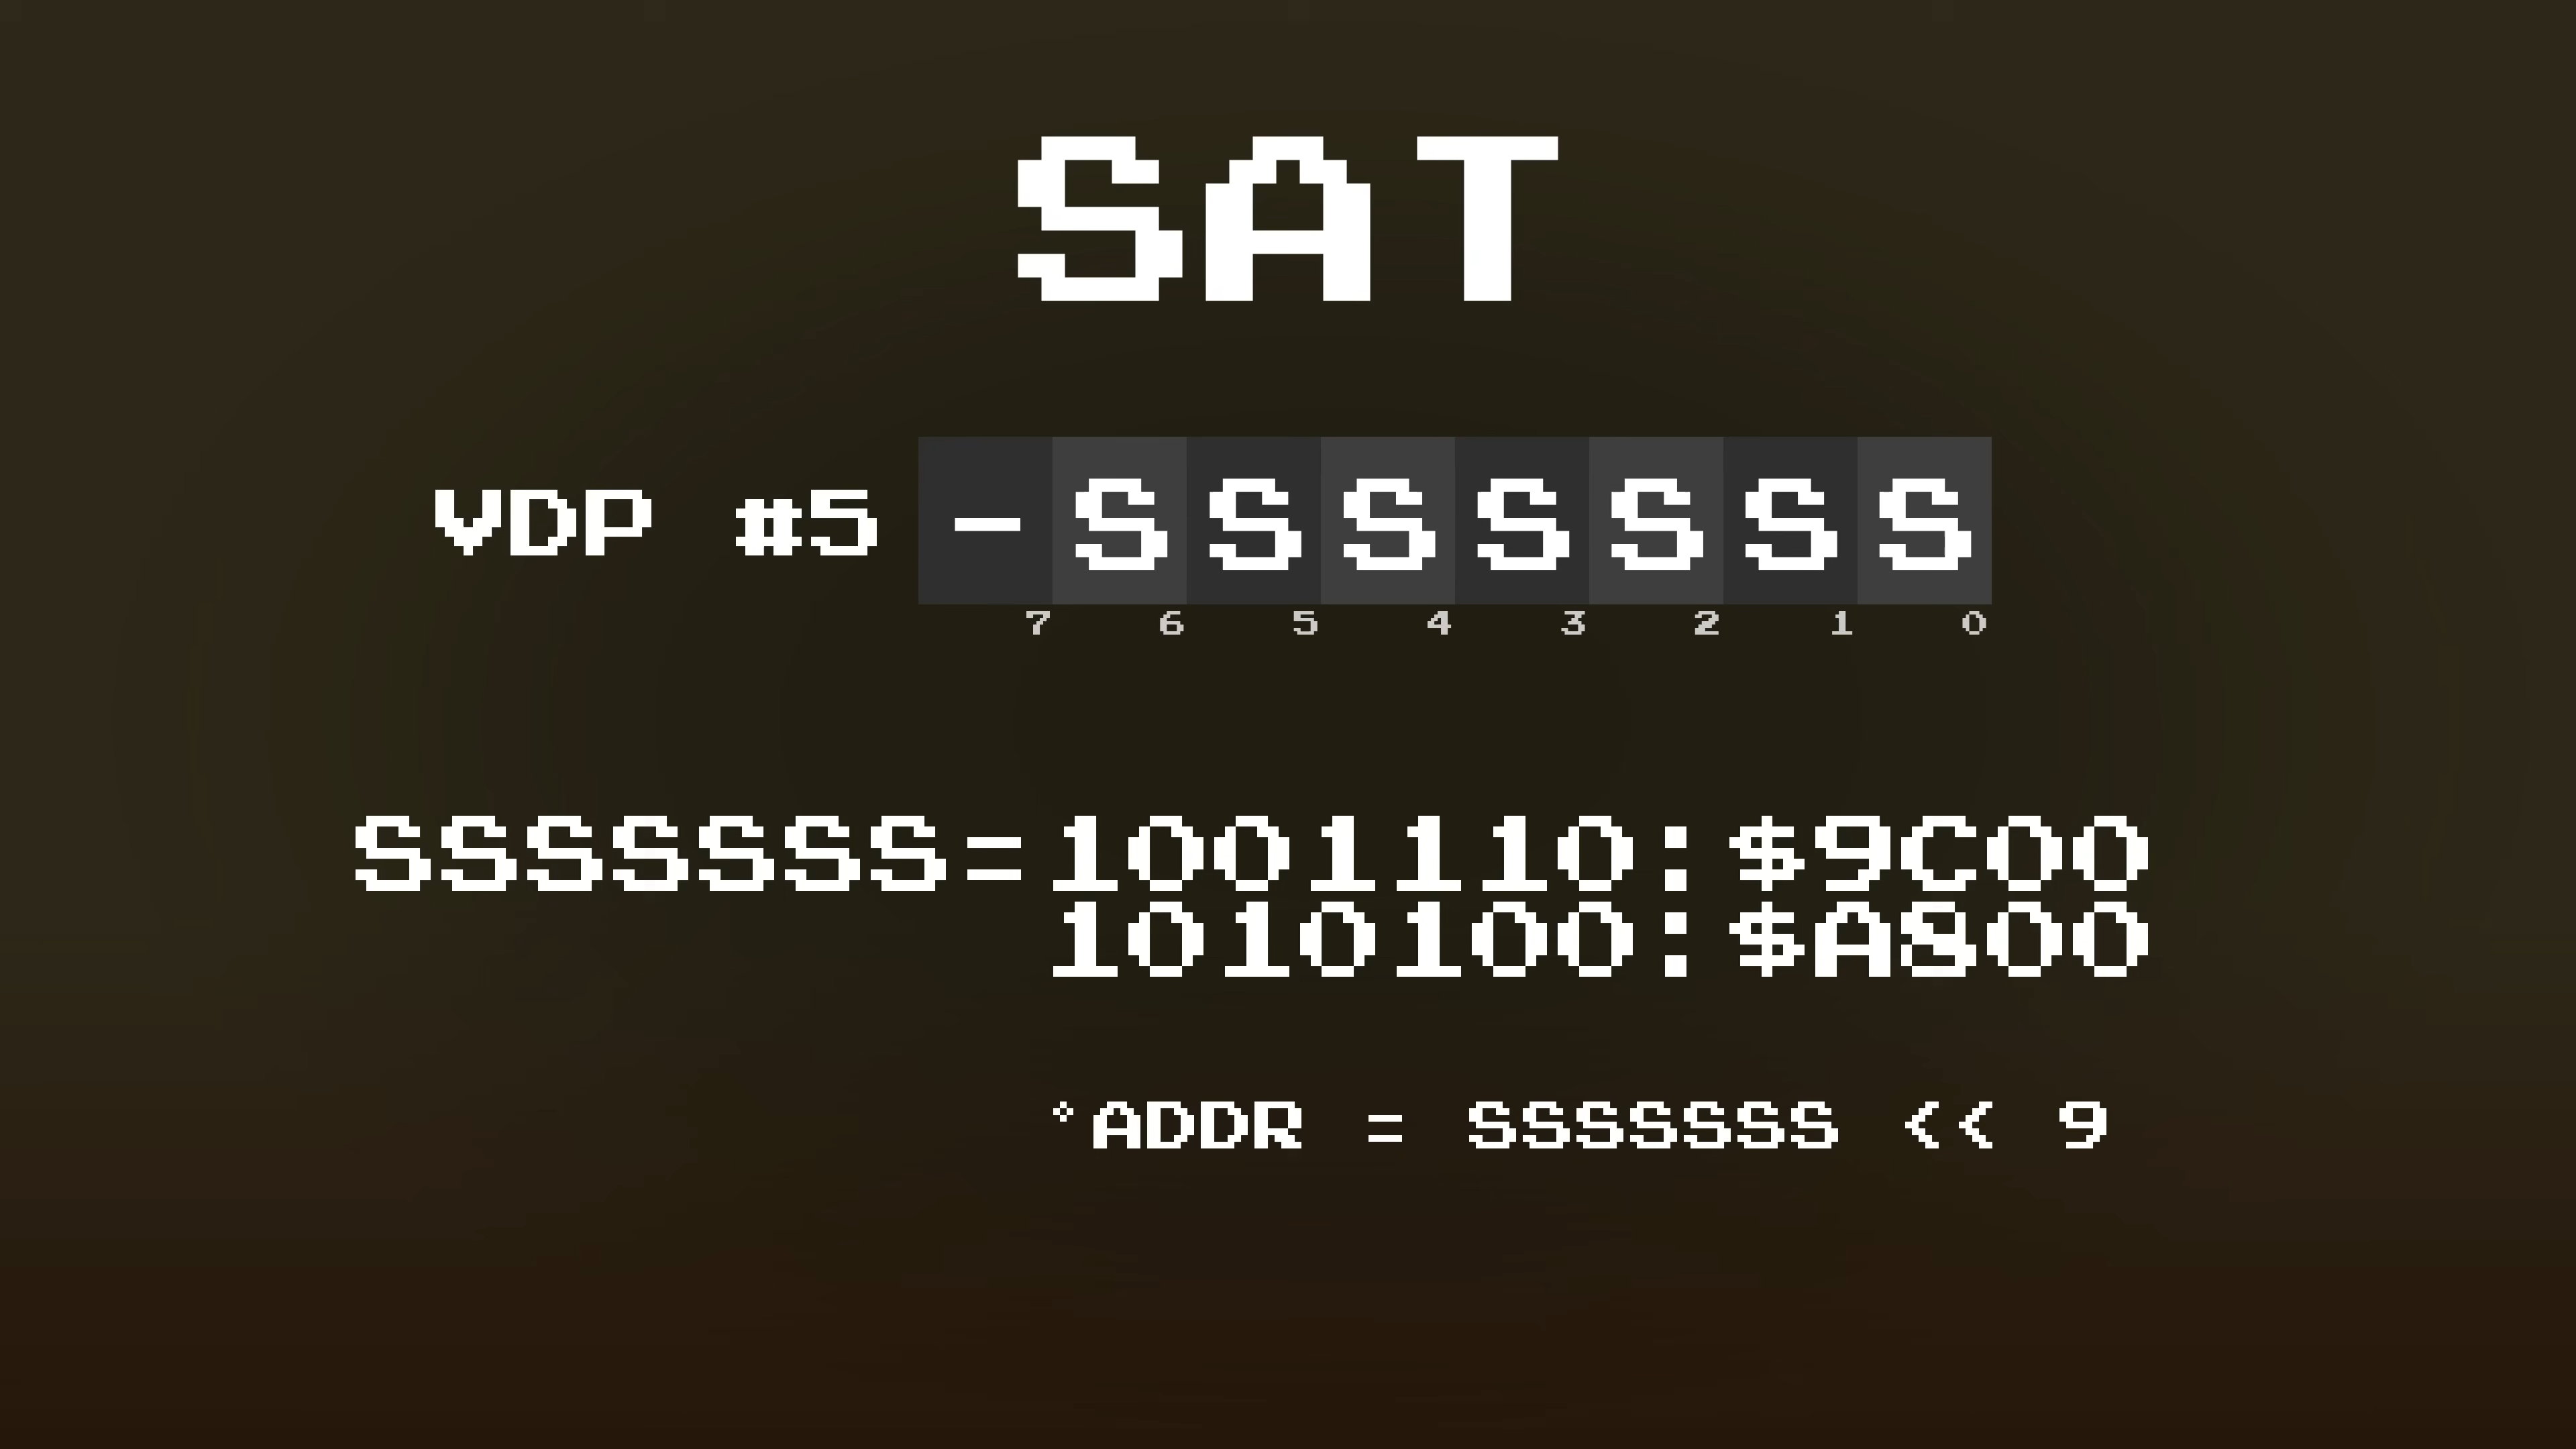 SAT
VDP #5 - S S S S S S S
7 6 5 4 3 2 1 0
SSSSSSS=1001110:$9C00
1010100:$A800
°ADDR = SSSSSSS << 9